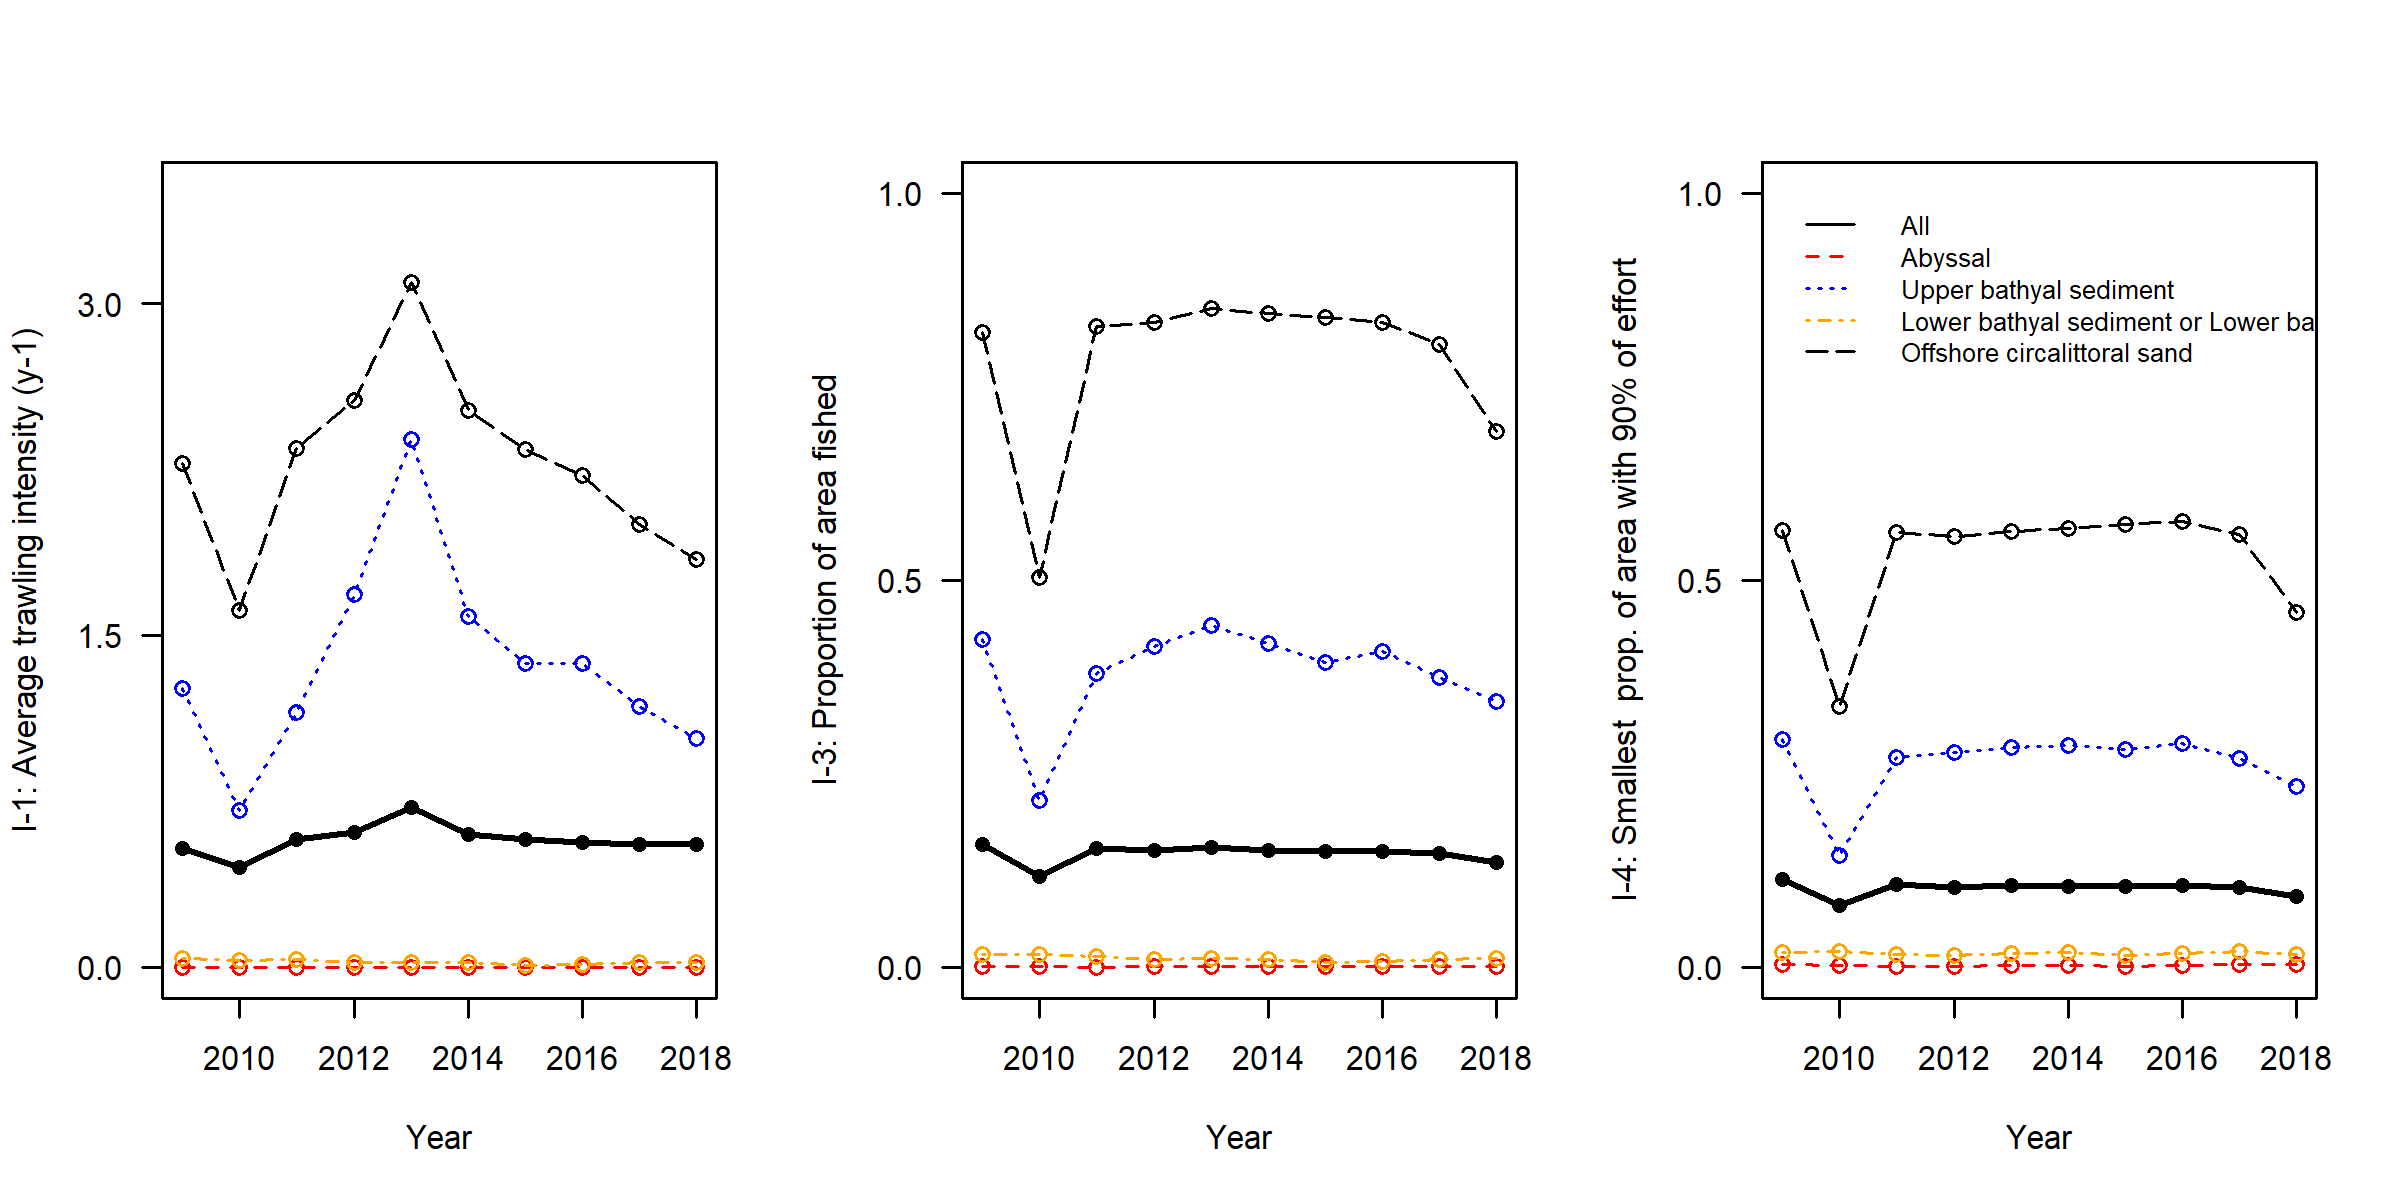 I-1: Average trawling intensity (y-1)
3.0
1.5
0.0
2010 2012 2014 2016 2018
Year
I-3: Proportion of area fished
1.0
0.5
0.0
2010 2012 2014 2016 2018
Year
I-4: Smallest prop. of area with 90% of effort
1.0
0.5
0.0
All
Abyssal
Upper bathyal sediment
Lower bathyal sediment or Lower ba
Offshore circalittoral sand
2010 2012 2014 2016 2018
Year